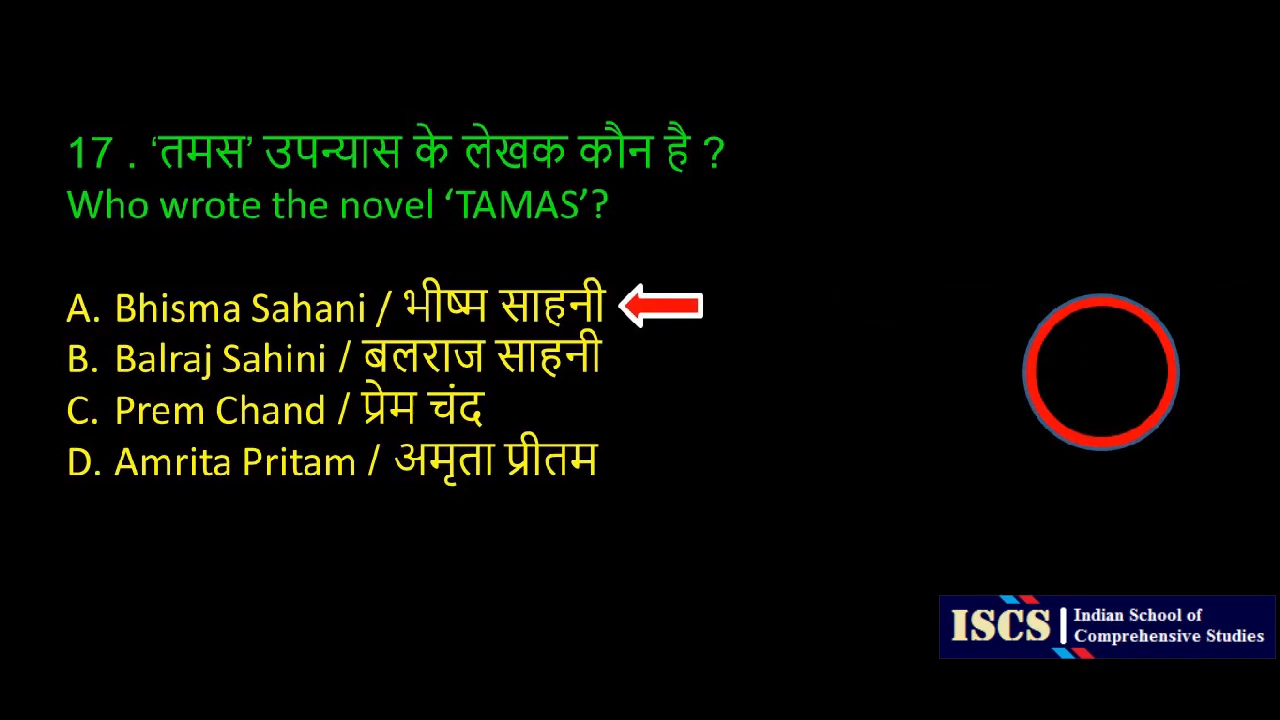 17 . ‘तमस’ उपन्यास के लेखक कौन है ?
Who wrote the novel ‘TAMAS’?
A. Bhisma Sahani / भीष्म साहनी
B. Balraj Sahini / बलराज साहनी
C. Prem Chand / प्रेम चंद
D. Amrita Pritam / अमृता प्रीतम
ISCS
Indian School of
Comprehensive Studies